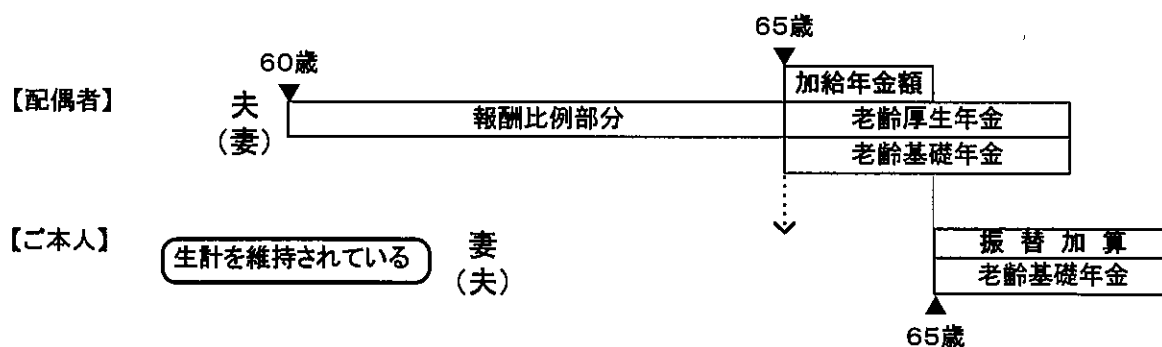 65歳
60歳
加給年金額
【配偶者】
夫
(妻)
報酬比例部分
老齢厚生年金
老齢基礎年金
【ご本人】
生計を維持されている
妻
(夫)
振替加算
老齢基礎年金
65歳